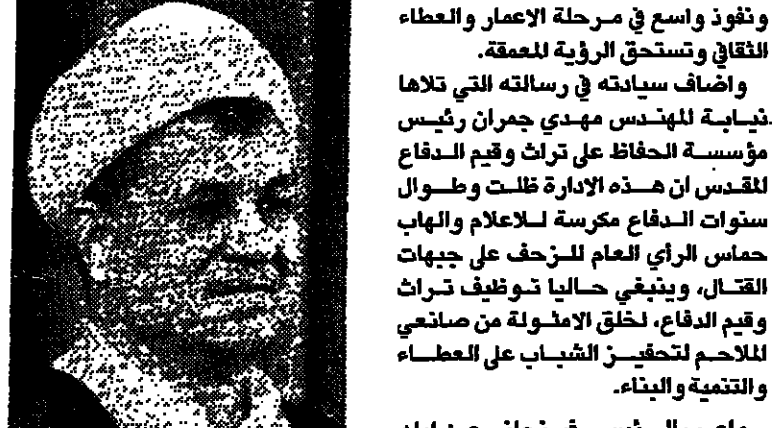 ونفوذ واسع في مرحلة الاعمار والعطاء
الثقافي وتستحق الرؤية المعمقة.
واضاف سيادته في رسالته التي تلاها
نيابة المهندس مهدي جمران رئيس
مؤسسة الحفاظ على تراث وقيم الدفاع
المقدس ان هذه الادارة ظلت وطوال
سنوات الدفاع مكرسة للاعلام والهاب
حماس الرأي العام للزحف على جبهات
القتال، وينبغي حاليا توظيف تراث
وقيم الدفاع، لخلق الامثولة من صانعي
الملاحم لتحفيز الشباب على العطاء
والتنمية والبناء.